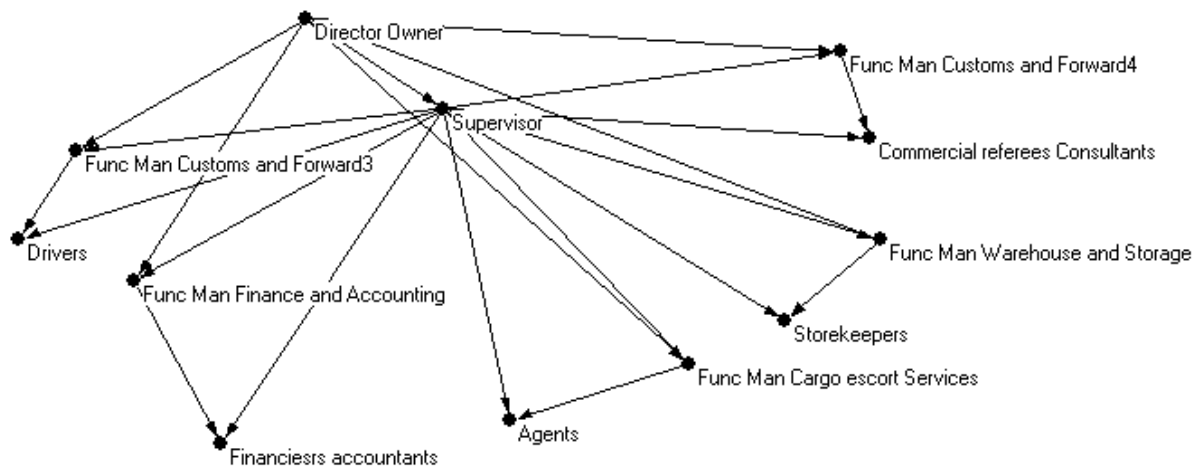 Director Owner
Func Man Customs and Forward4
Supervisor
Commercial referees Consultants
Func Man Customs and Forward3
Drivers
Func Man Warehouse and Storage
Func Man Finance and Accounting
Storekeepers
Func Man Cargo escort Services
Agents
Financiesrs accountants